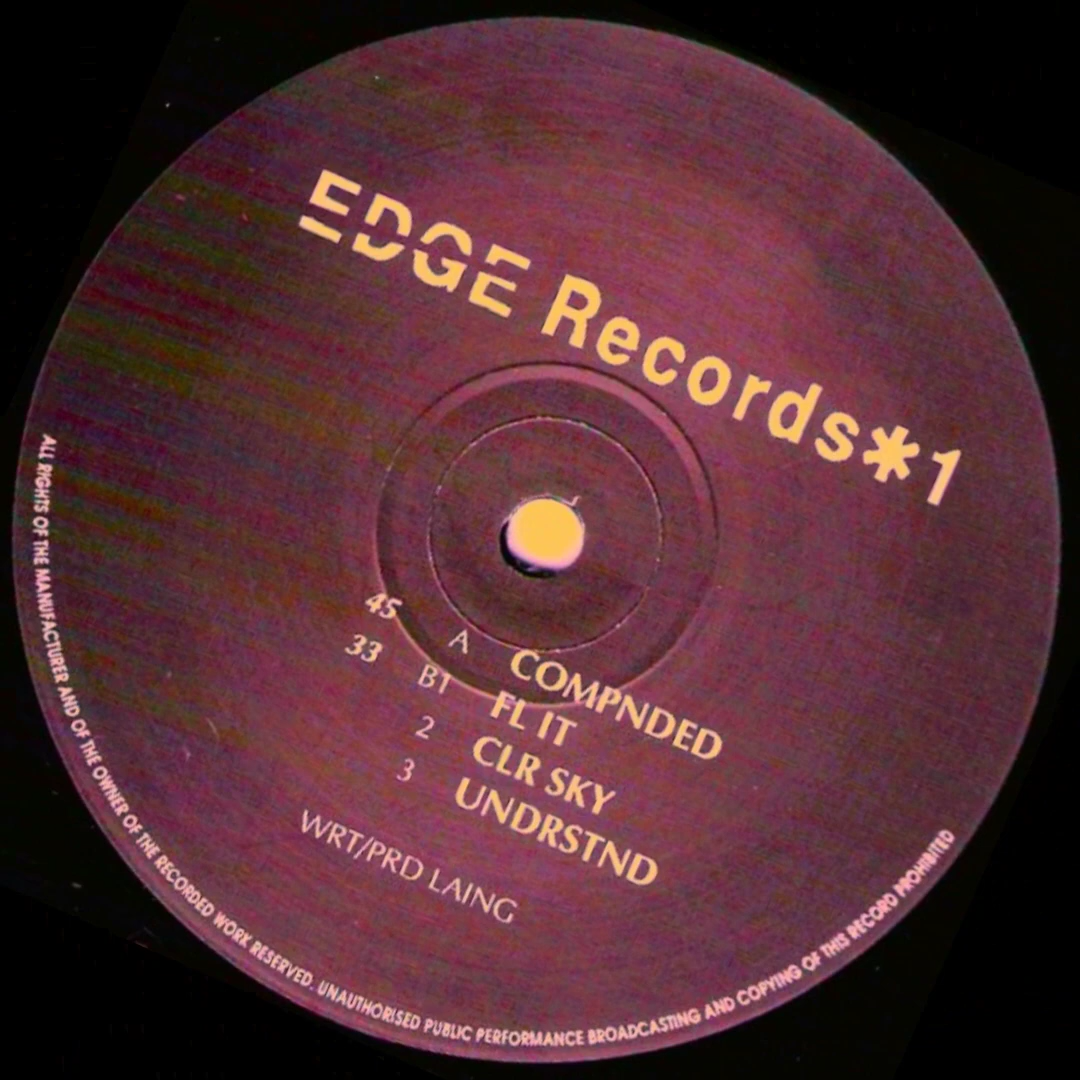 EDGE Records*1
45 A COMPNDED
33 B1 FL IT
2 CLR SKY
3 UNDRSTND
WRT/PRD LAING
ALL RIGHTS OF THE MANUFACTURER AND OF THE OWNER OF THE RECORDED WORK RESERVED. UNAUTHORISED PUBLIC PERFORMANCE BROADCASTING AND COPYING OF THIS RECORD PROHIBITED